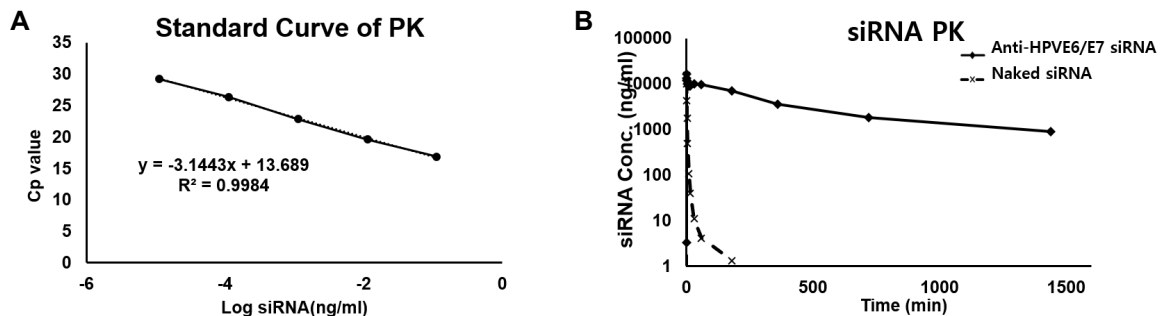 A
Standard Curve of PK
35
30
25
20
15
10
5
0
-6
-4
-3
-2
-1
0
Cp value
y = -3.1443x + 13.689
R² = 0.9984
Log siRNA(ng/ml)
B
siRNA PK
100000
10000
1000
100
10
1
siRNA Conc. (ng/ml)
Anti-HPVE6/E7 siRNA
Naked siRNA
0
500
1000
1500
Time (min)